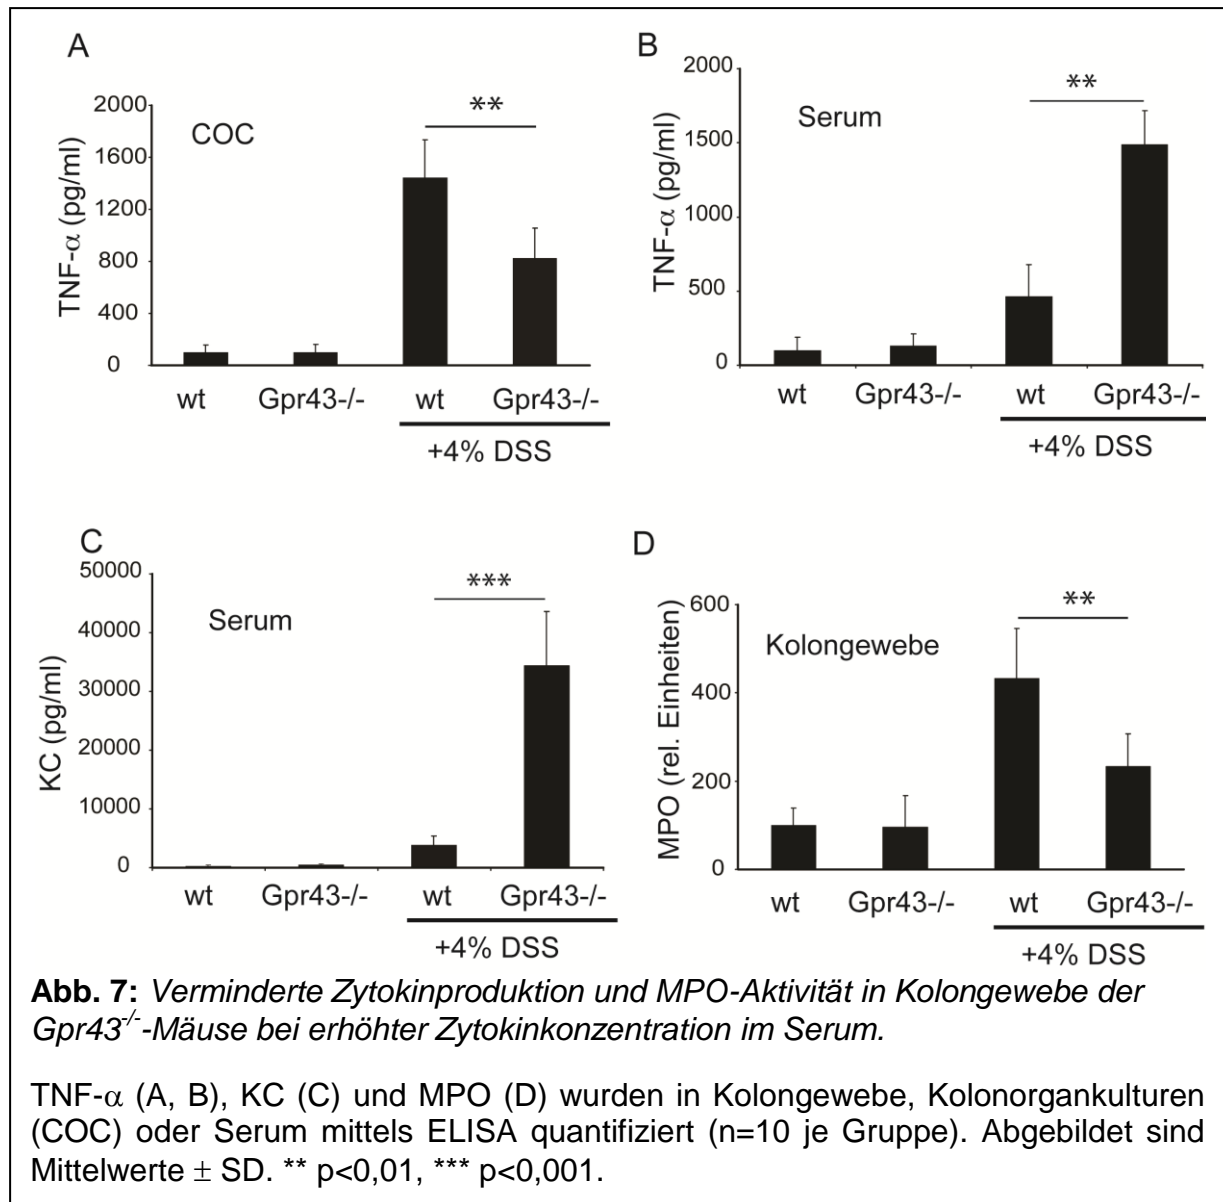 A
COC
**
TNF-α (pg/ml)
2000
1600
1200
800
400
0
wt
Gpr43-/-
wt
Gpr43-/-
+4% DSS
B
Serum
**
TNF-α (pg/ml)
2000
1500
1000
500
0
wt
Gpr43-/-
wt
Gpr43-/-
+4% DSS
C
Serum
***
KC (pg/ml)
50000
40000
30000
20000
10000
0
wt
Gpr43-/-
wt
Gpr43-/-
+4% DSS
D
Kolongewebe
**
MPO (rel. Einheiten)
600
400
200
0
wt
Gpr43-/-
wt
Gpr43-/-
+4% DSS
Abb. 7: Verminderte Zytokinproduktion und MPO-Aktivität in Kolongewebe der
Gpr43-/--Mäuse bei erhöhter Zytokinkonzentration im Serum.
TNF-α (A, B), KC (C) und MPO (D) wurden in Kolongewebe, Kolonorgankulturen
(COC) oder Serum mittels ELISA quantifiziert (n=10 je Gruppe). Abgebildet sind
Mittelwerte ± SD. ** p<0,01, *** p<0,001.